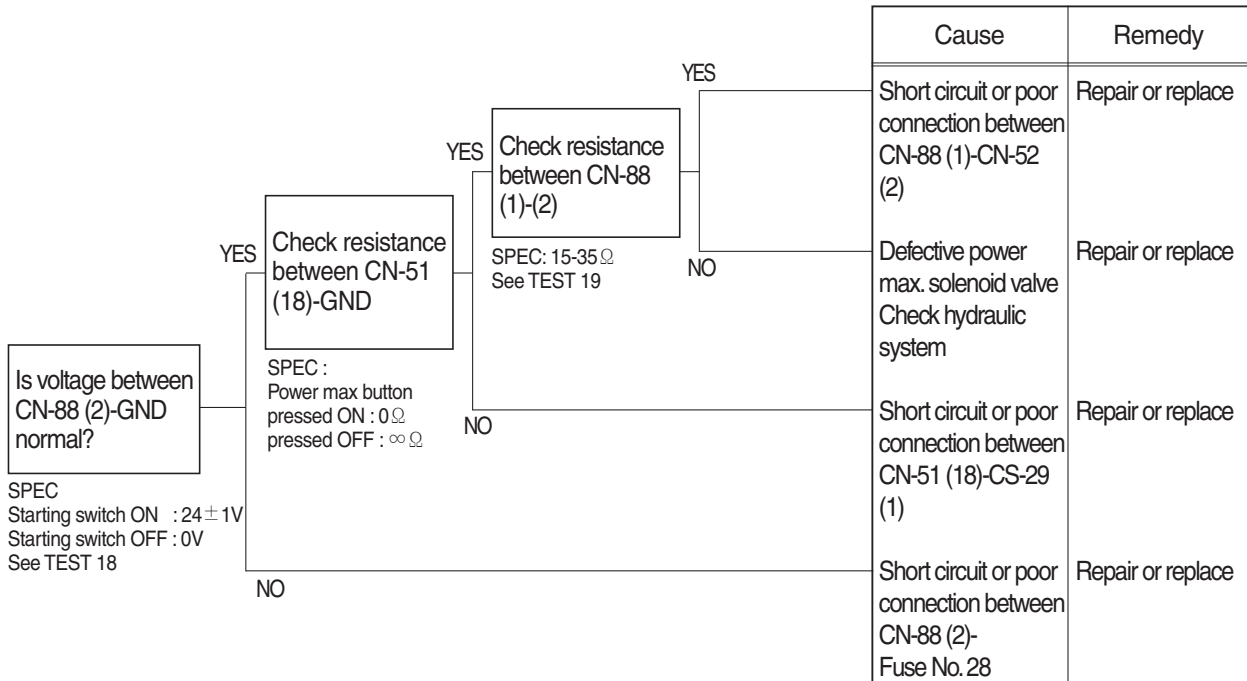 Is voltage between
CN-88 (2)-GND
normal?
SPEC
Starting switch ON : 24±1V
Starting switch OFF : 0V
See TEST 18
YES
NO
Check resistance
between CN-51
(18)-GND
SPEC :
Power max button
pressed ON : 0Ω
pressed OFF : ∞Ω
YES
NO
Check resistance
between CN-88
(1)-(2)
SPEC: 15-35Ω
See TEST 19
YES
NO
Cause
Remedy
Short circuit or poor
connection between
CN-88 (1)-CN-52
(2)
Repair or replace
Defective power
max. solenoid valve
Check hydraulic
system
Repair or replace
Short circuit or poor
connection between
CN-51 (18)-CS-29
(1)
Repair or replace
Short circuit or poor
connection between
CN-88 (2)-
Fuse No. 28
Repair or replace